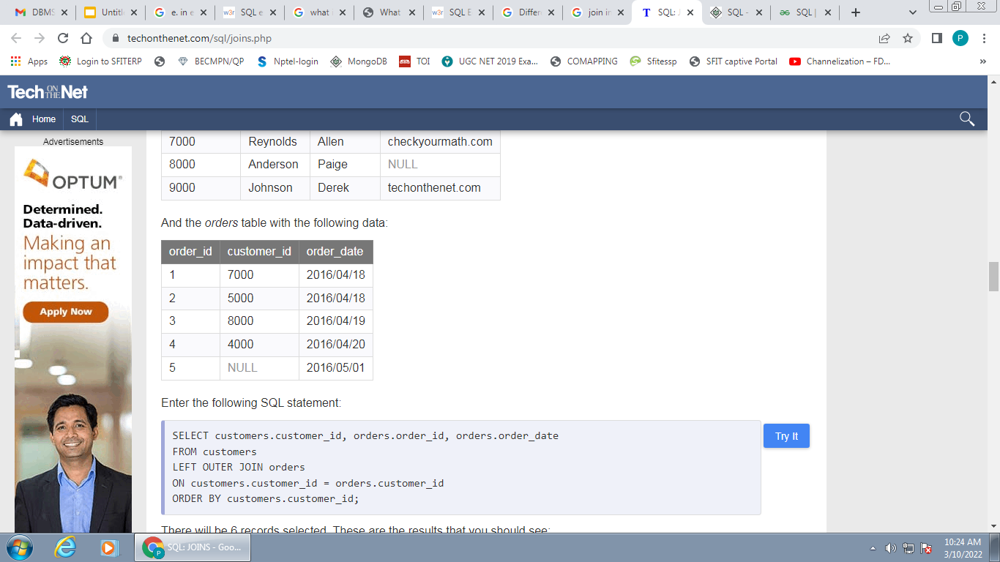 DBMS
Untitl
e. in e
SQL e
what
What
SQL E
Differ
join in
SQL: J
SQL -
SQL |
techonthenet.com/sql/joins.php
P
Apps
Login to SFITERP
BECMPN/QP
Nptel-login
MongoDB
TOI
UGC NET 2019 Exa...
COMAPPING
Sfitessp
SFIT captive Portal
Channelization – FD...
»
Tech ON THE Net
Home SQL
Advertisements
OPTUM®
Determined.
Data-driven.
Making an
impact that
matters.
Apply Now
7000 Reynolds Allen checkyourmath.com
8000 Anderson Paige NULL
9000 Johnson Derek techonthenet.com
And the orders table with the following data:
order_id customer_id order_date
1 7000 2016/04/18
2 5000 2016/04/18
3 8000 2016/04/19
4 4000 2016/04/20
5 NULL 2016/05/01
Enter the following SQL statement:
SELECT customers.customer_id, orders.order_id, orders.order_date
FROM customers
LEFT OUTER JOIN orders
ON customers.customer_id = orders.customer_id
ORDER BY customers.customer_id;
Try It
There will be 6 records selected. These are the results that you should see:
SQL: JOINS - Goo...
10:24 AM
3/10/2022